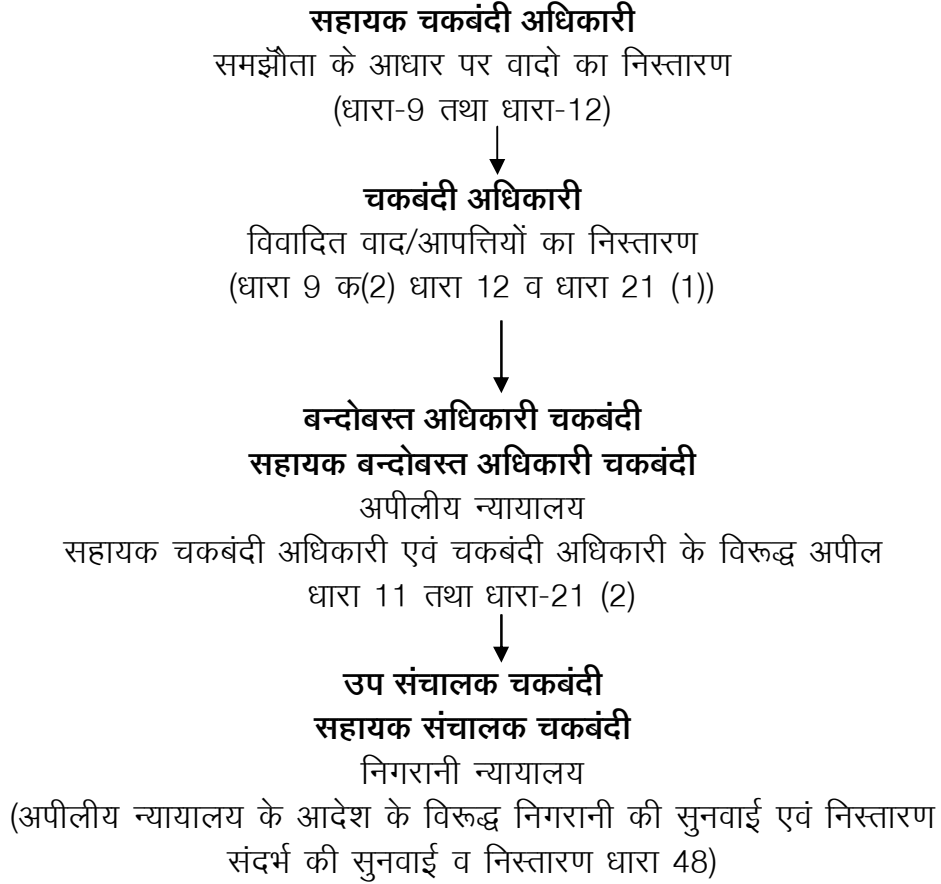 सहायक चकबंदी अधिकारी
समझौता के आधार पर वादो का निस्तारण
(धारा-9 तथा धारा-12)
चकबंदी अधिकारी
विवादित वाद/आपत्तियों का निस्तारण
(धारा 9 क(2) धारा 12 व धारा 21 (1))
बन्दोबस्त अधिकारी चकबंदी
सहायक बन्दोबस्त अधिकारी चकबंदी
अपीलीय न्यायालय
सहायक चकबंदी अधिकारी एवं चकबंदी अधिकारी के विरूद्ध अपील
धारा 11 तथा धारा-21 (2)
उप संचालक चकबंदी
सहायक संचालक चकबंदी
निगरानी न्यायालय
(अपीलीय न्यायालय के आदेश के विरूद्ध निगरानी की सुनवाई एवं निस्तारण
संदर्भ की सुनवाई व निस्तारण धारा 48)